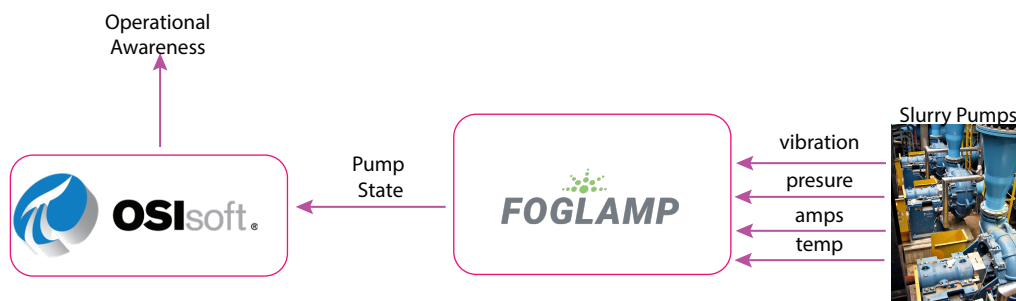 Operational
Awareness
Slurry Pumps
OSIsoft®
Pump
State
FOGLAMP
vibration
presure
amps
temp